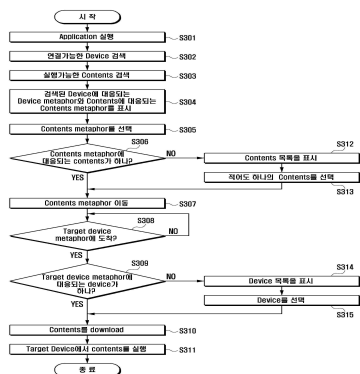 시 작
Application 실행
S301
연결가능한 Device 검색
S302
실행가능한 Contents 검색
S303
검색된 Device에 대응되는
Device metaphor와 Contents에 대응되는
Contents metaphor를 표시
S304
Contents metaphor를 선택
S305
S306
Contents metaphor에
대응되는 contents가 하나?
NO
YES
Contents 목록을 표시
S312
적어도 하나의 Contents를 선택
S313
Contents metaphor 이동
S307
S308
Target device
metaphor에 도착?
NO
YES
S309
Target device metaphor에
대응되는 device가
하나?
NO
YES
S314
Device 목록을 표시
Device를 선택
S315
Contents를 download
S310
Target Device에서 contents를 실행
S311
종 료